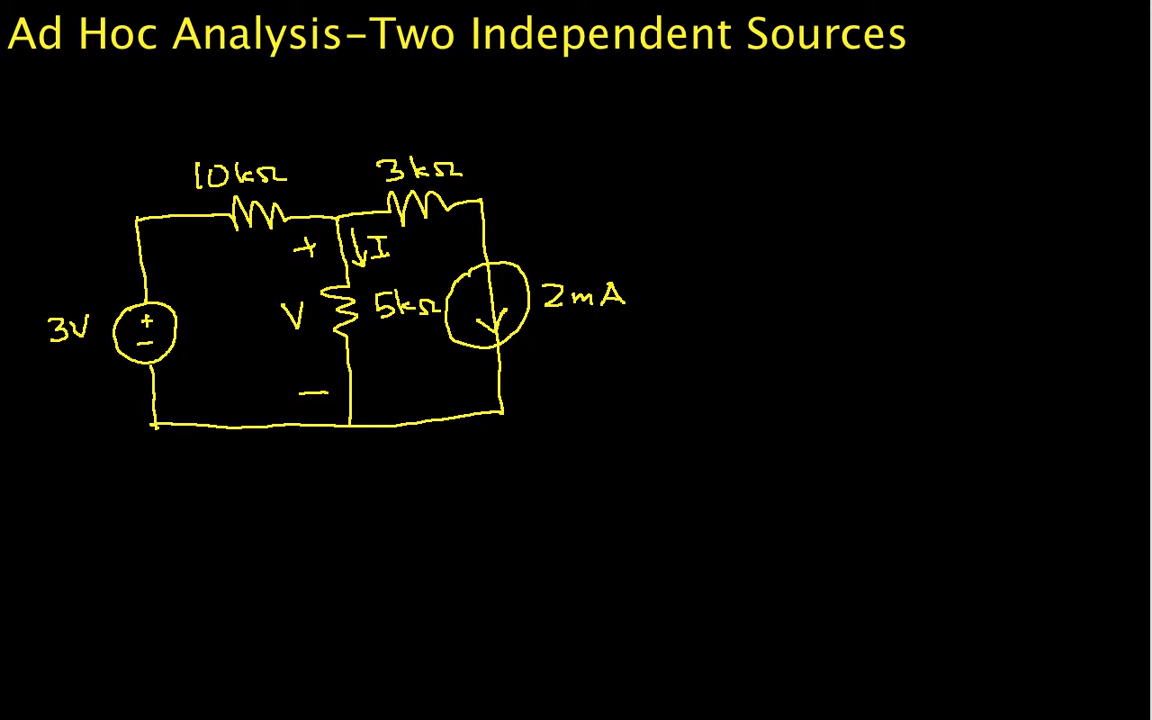 Ad Hoc Analysis-Two Independent Sources
10kΩ
3kΩ
+
I
3V
+
-
V
5kΩ
2mA
-